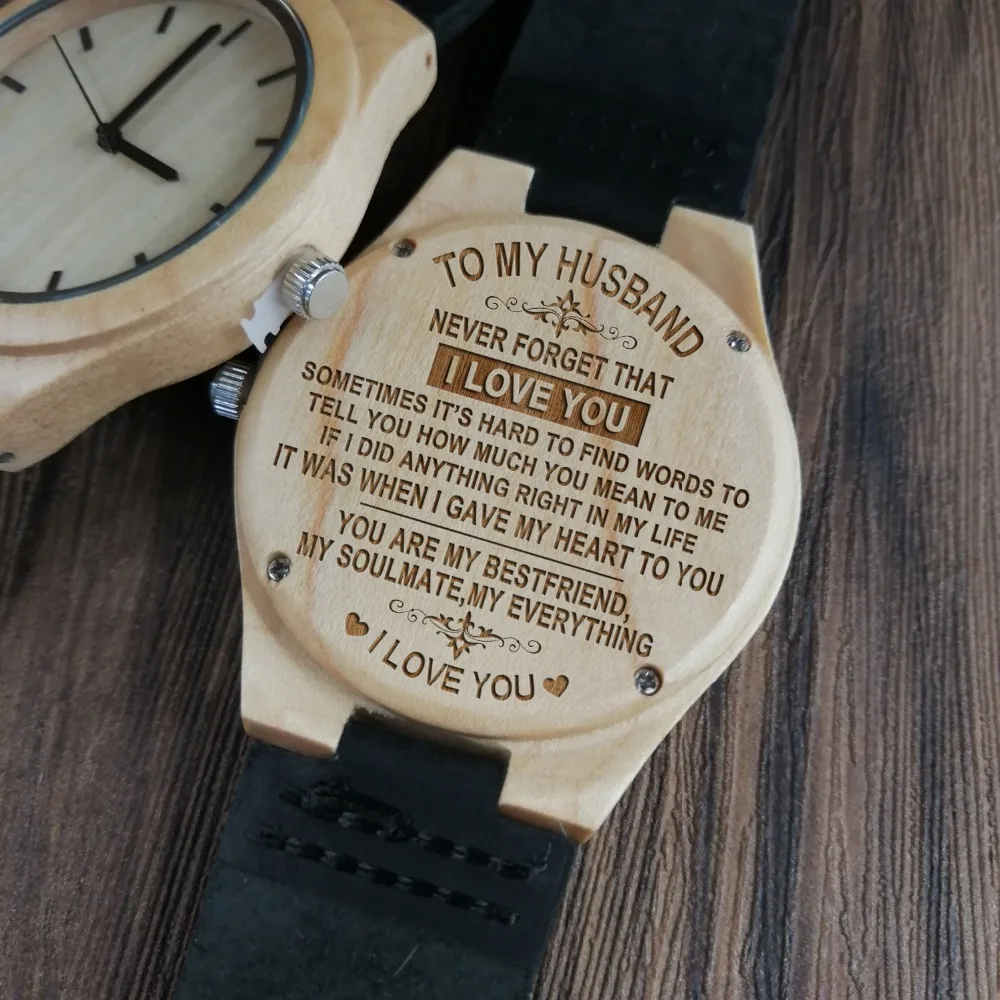 TO MY HUSBAND
NEVER FORGET THAT
I LOVE YOU
SOMETIMES IT'S HARD TO FIND WORDS TO
TELL YOU HOW MUCH YOU MEAN TO ME
IF I DID ANYTHING RIGHT IN MY LIFE
IT WAS WHEN I GAVE MY HEART TO YOU
YOU ARE MY BESTFRIEND,
MY SOULMATE,MY EVERYTHING
I LOVE YOU